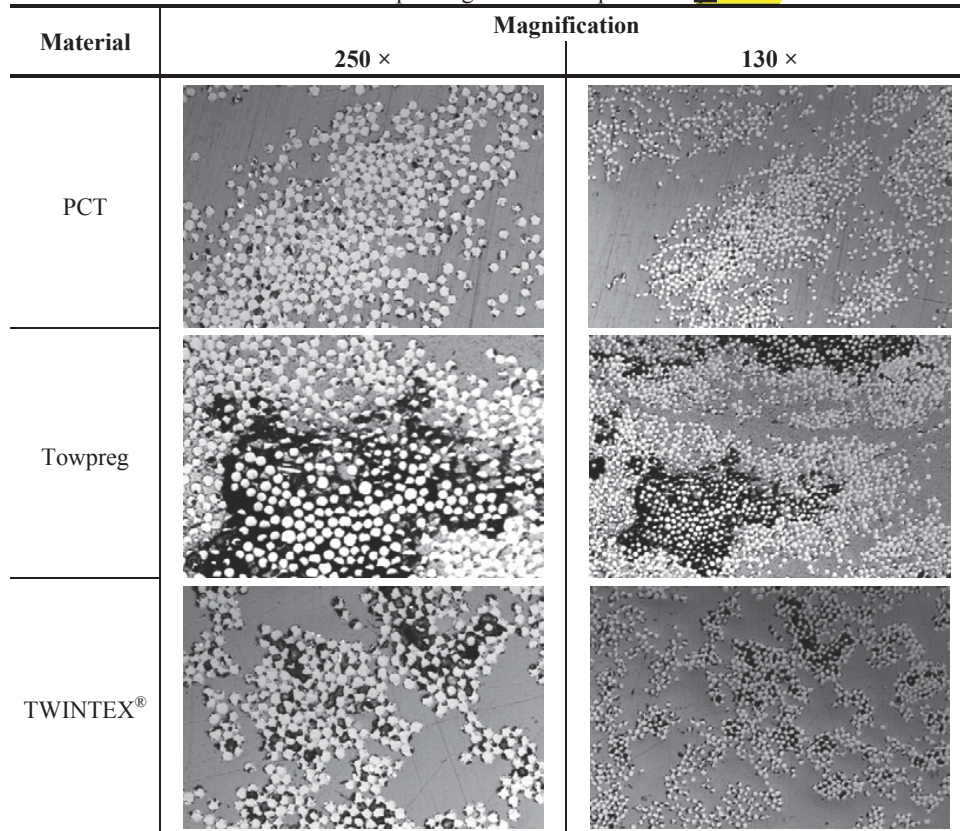 Magnification
Material
250 × 130 ×
PCT
Towpreg
TWINTEX®